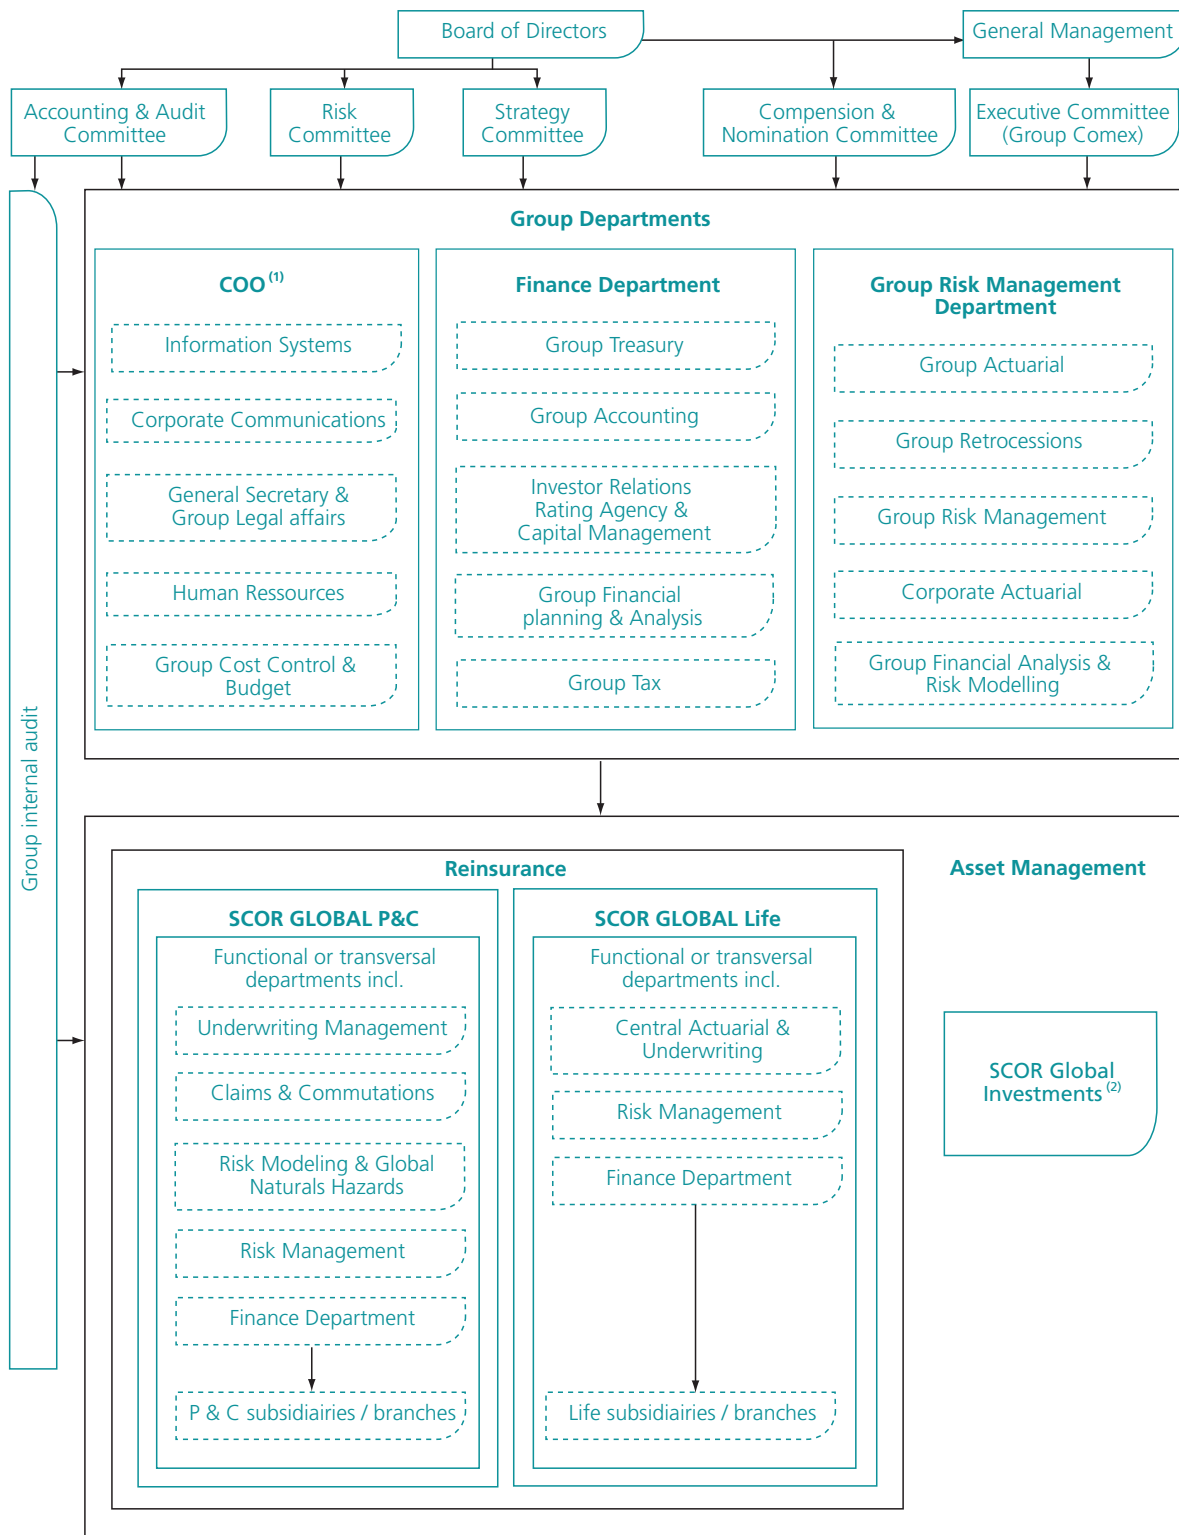 Board of Directors
General Management
Accounting & Audit
Committee
Risk
Committee
Strategy
Committee
Compension &
Nomination Committee
Executive Committee
(Group Comex)
Group internal audit
Group Departments
COO (1)
Information Systems
Corporate Communications
General Secretary &
Group Legal affairs
Human Ressources
Group Cost Control &
Budget
Finance Department
Group Treasury
Group Accounting
Investor Relations
Rating Agency &
Capital Management
Group Financial
planning & Analysis
Group Tax
Group Risk Management
Department
Group Actuarial
Group Retrocessions
Group Risk Management
Corporate Actuarial
Group Financial Analysis &
Risk Modelling
Reinsurance
SCOR GLOBAL P&C
Functional or transversal
departments incl.
Underwriting Management
Claims & Commutations
Risk Modeling & Global
Naturals Hazards
Risk Management
Finance Department
P & C subsidiairies / branches
SCOR GLOBAL Life
Functional or transversal
departments incl.
Central Actuarial &
Underwriting
Risk Management
Finance Department
Life subsidiairies / branches
Asset Management
SCOR Global
Investments (2)